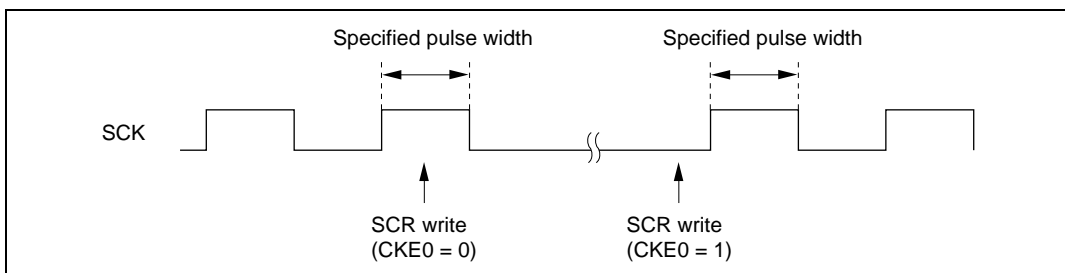 Specified pulse width
Specified pulse width
SCK
SCR write
(CKE0 = 0)
SCR write
(CKE0 = 1)